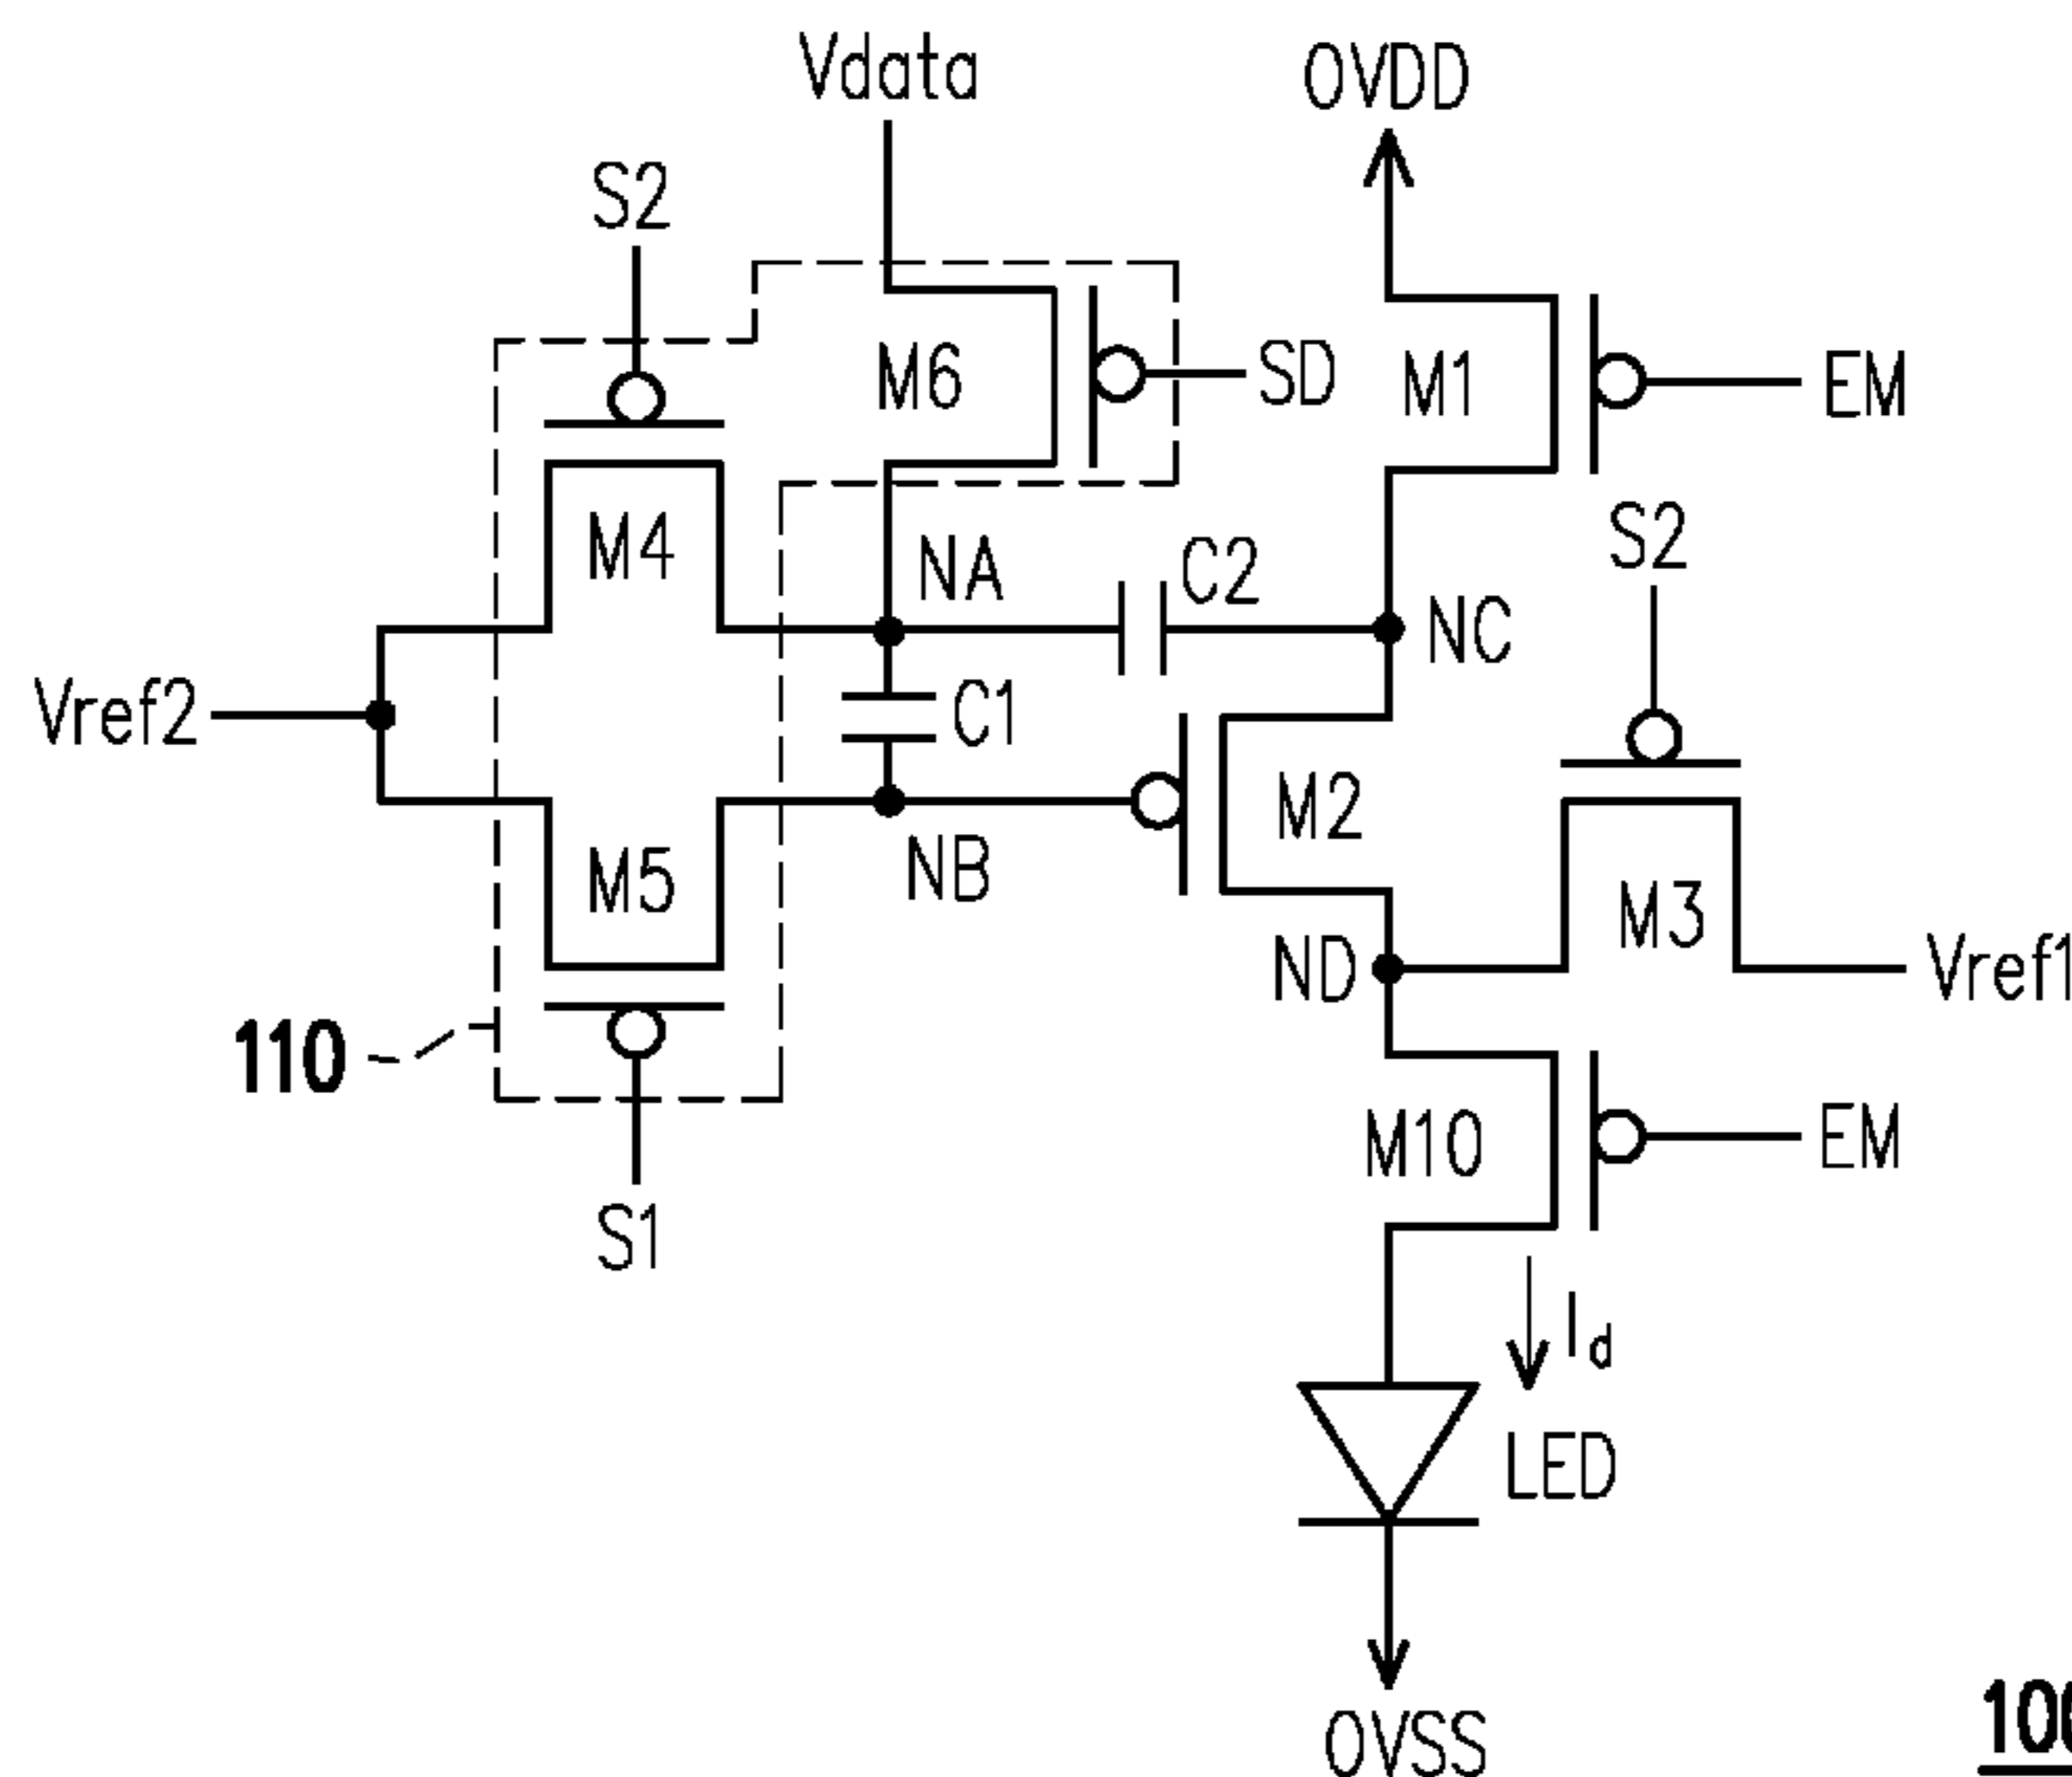 Vdata
OVDD
S2
M6
SD
M1
EM
M4
S2
NA
C2
NC
Vref2
C1
M2
M5
NB
M3
ND
Vref1
110
M10
EM
S1
Id
LED
OVSS